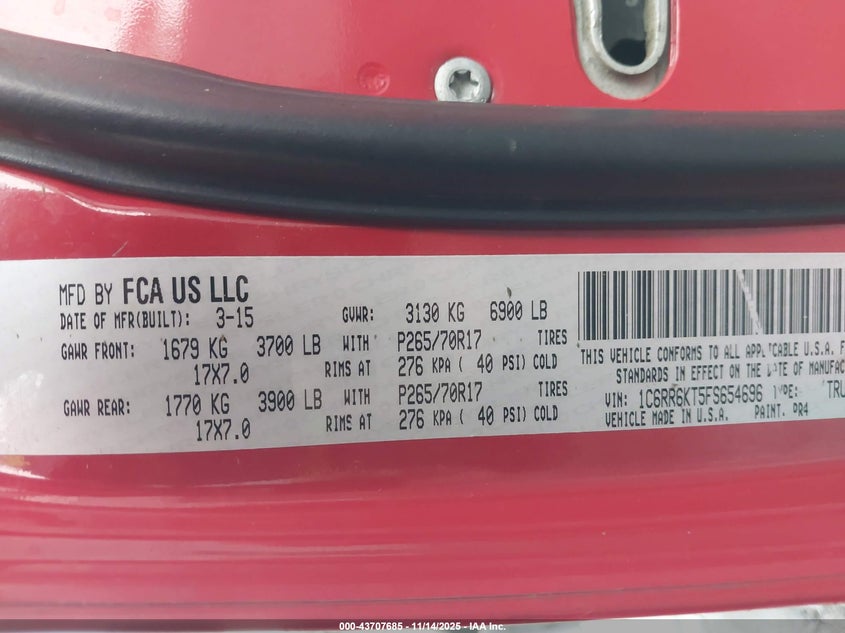 MFD BY FCA US LLC
DATE OF MFR(BUILT): 3-15 GVWR: 3130 KG 6900 LB
GAWR FRONT: 1679 KG 3700 LB WITH P265/70R17 TIRES
17X7.0 RIMS AT 276 KPA ( 40 PSI) COLD
GAWR REAR: 1770 KG 3900 LB WITH P265/70R17 TIRES
17X7.0 RIMS AT 276 KPA ( 40 PSI) COLD
THIS VEHICLE CONFORMS TO ALL APPLICABLE U.S.A. F
STANDARDS IN EFFECT ON THE DATE OF MANUFAC
VIN: 1C6RR6KT5FS654696 TYPE: TRU
VEHICLE MADE IN U.S.A. PAINT: PR4
000-43707685 - 11/14/2025 - IAA Inc.